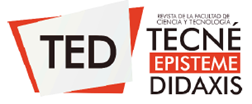 TED
REVISTA DE LA FACULTAD DE
CIENCIA Y TECNOLOGÍA
TECNÉ
EPISTEME
DIDAXIS